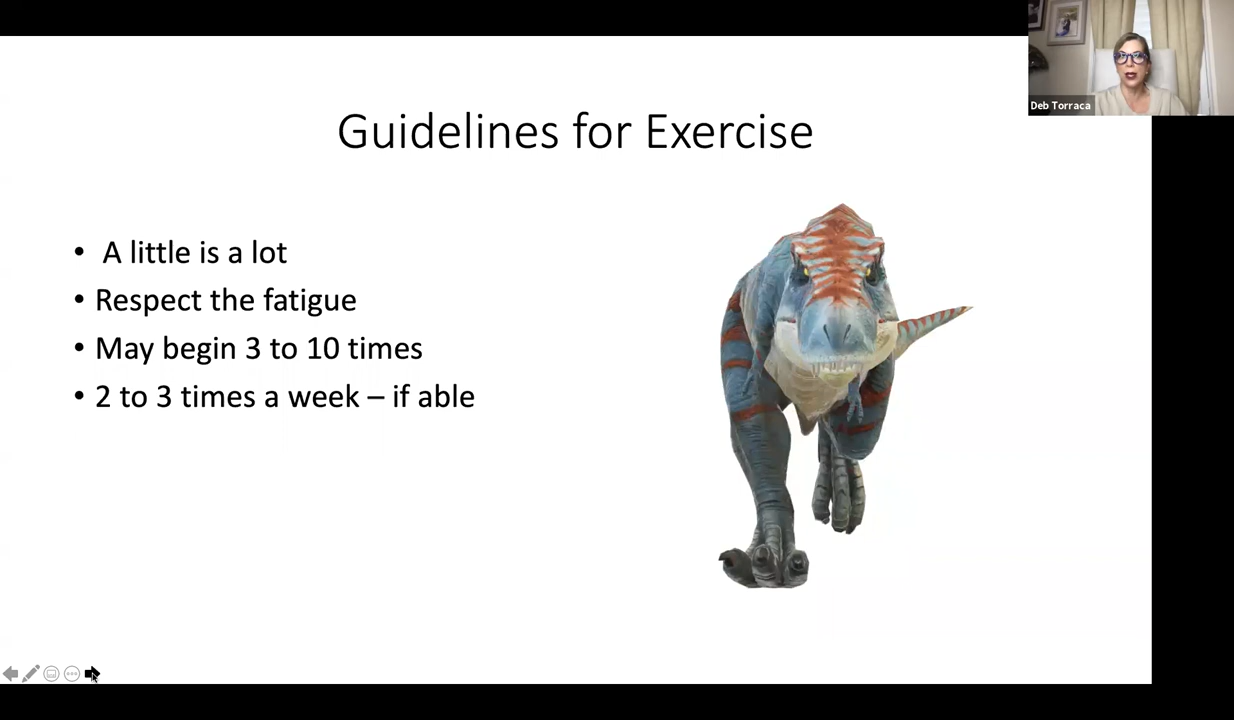 Deb Torraca
Guidelines for Exercise
• A little is a lot
• Respect the fatigue
• May begin 3 to 10 times
• 2 to 3 times a week – if able